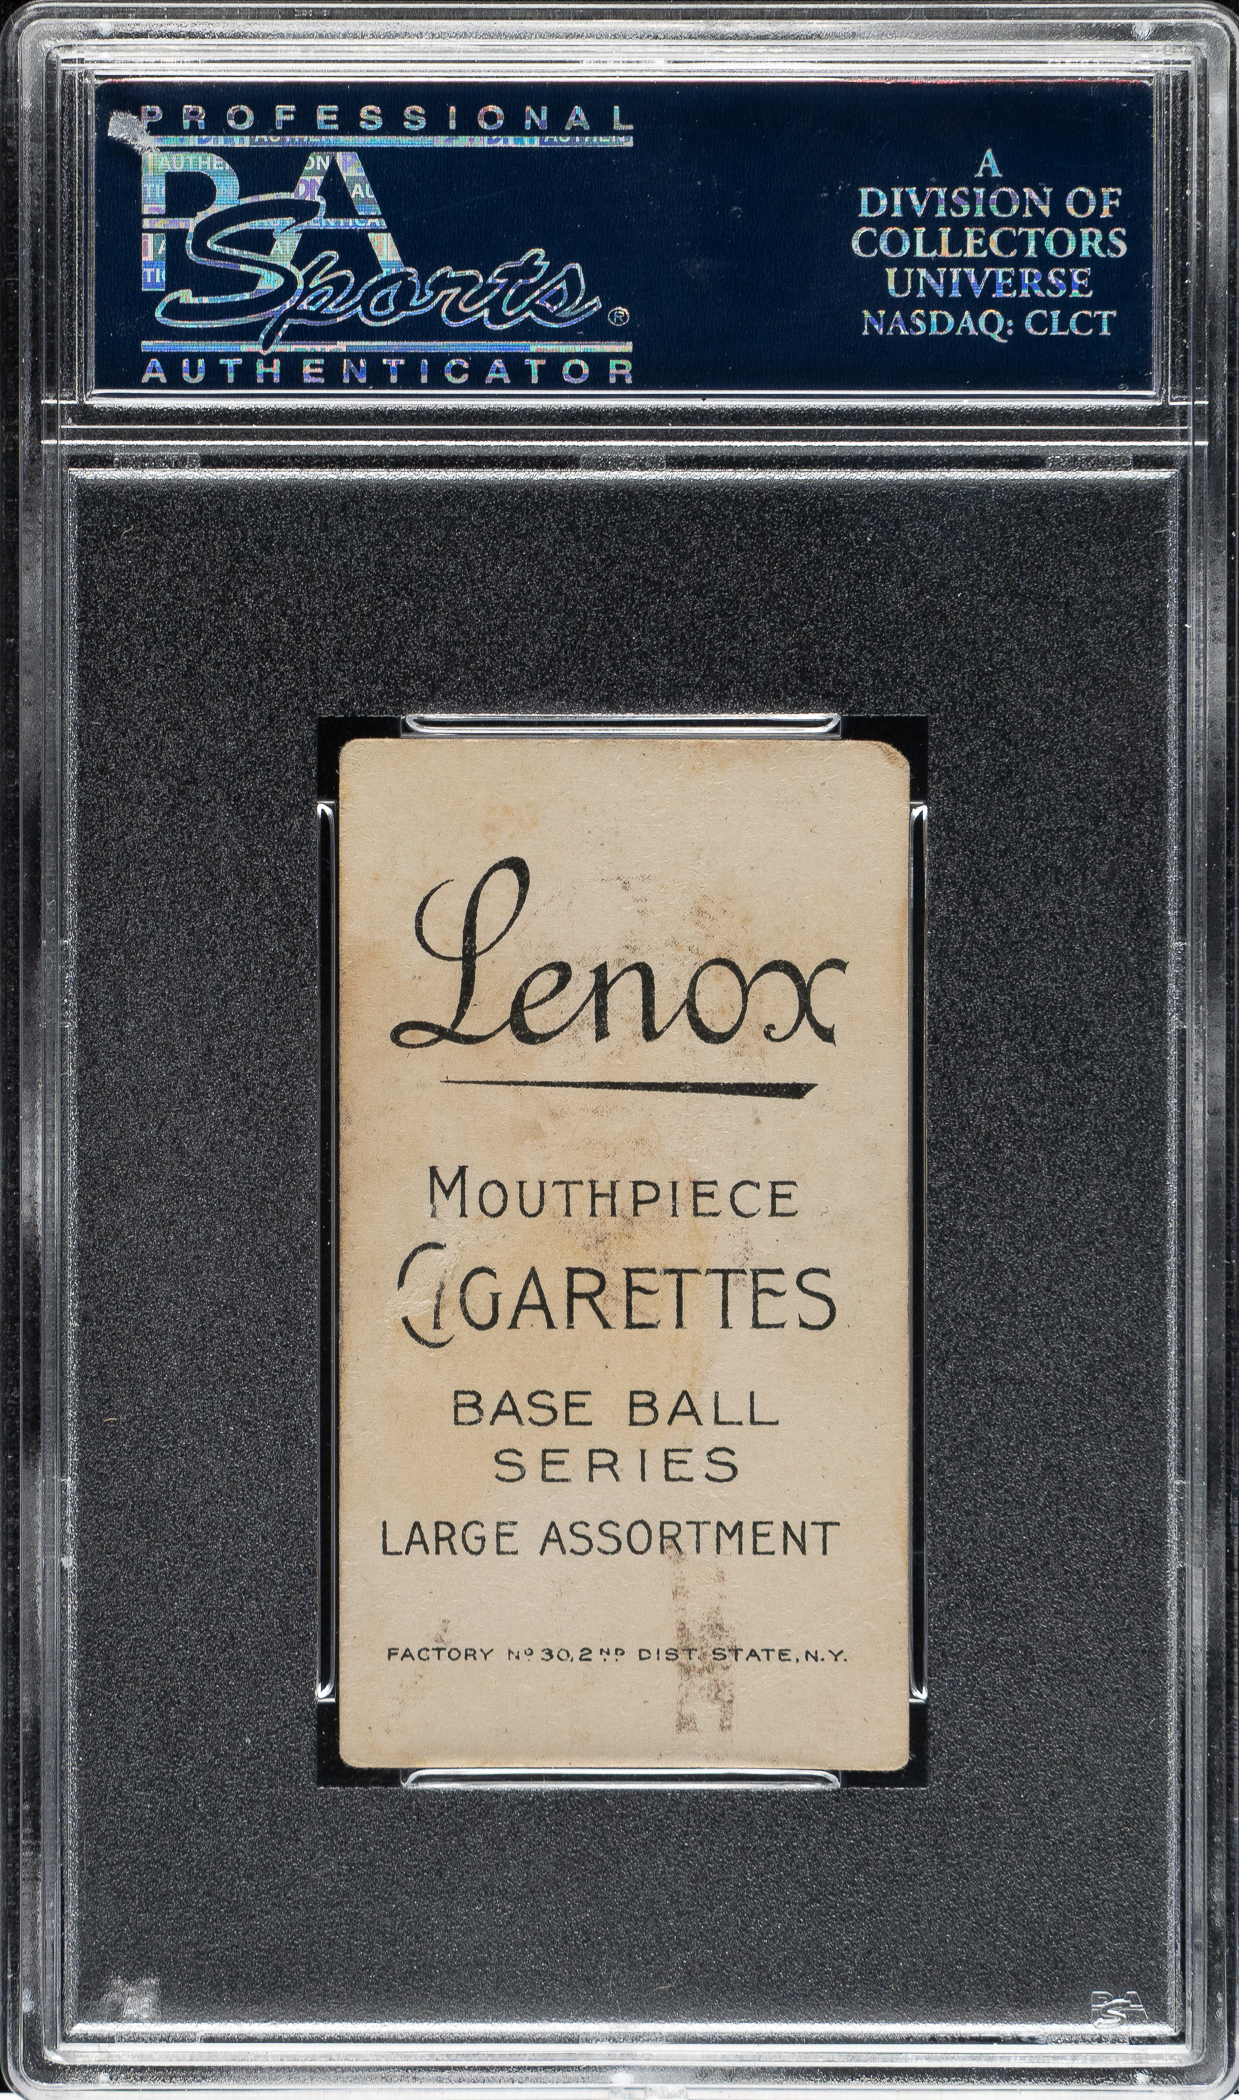 PROFESSIONAL
PSA
Sports®
AUTHENTICATOR
A
DIVISION OF
COLLECTORS
UNIVERSE
NASDAQ: CLCT
Lenox
MOUTHPIECE
CIGARETTES
BASE BALL
SERIES
LARGE ASSORTMENT
FACTORY Nº 30, 2ND DIST. STATE, N.Y.
PSA